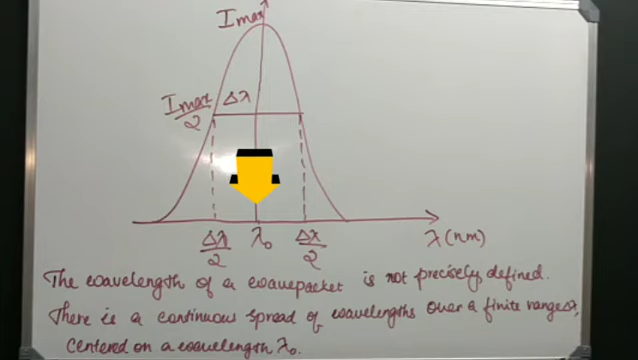 Imax
Imax/2 Δλ
Δλ/2 λ₀ Δλ/2 λ(nm)
The wavelength of a wavepacket is not precisely defined.
There is a continuous spread of wavelengths over a finite range Δλ,
centered on a wavelength λ₀.